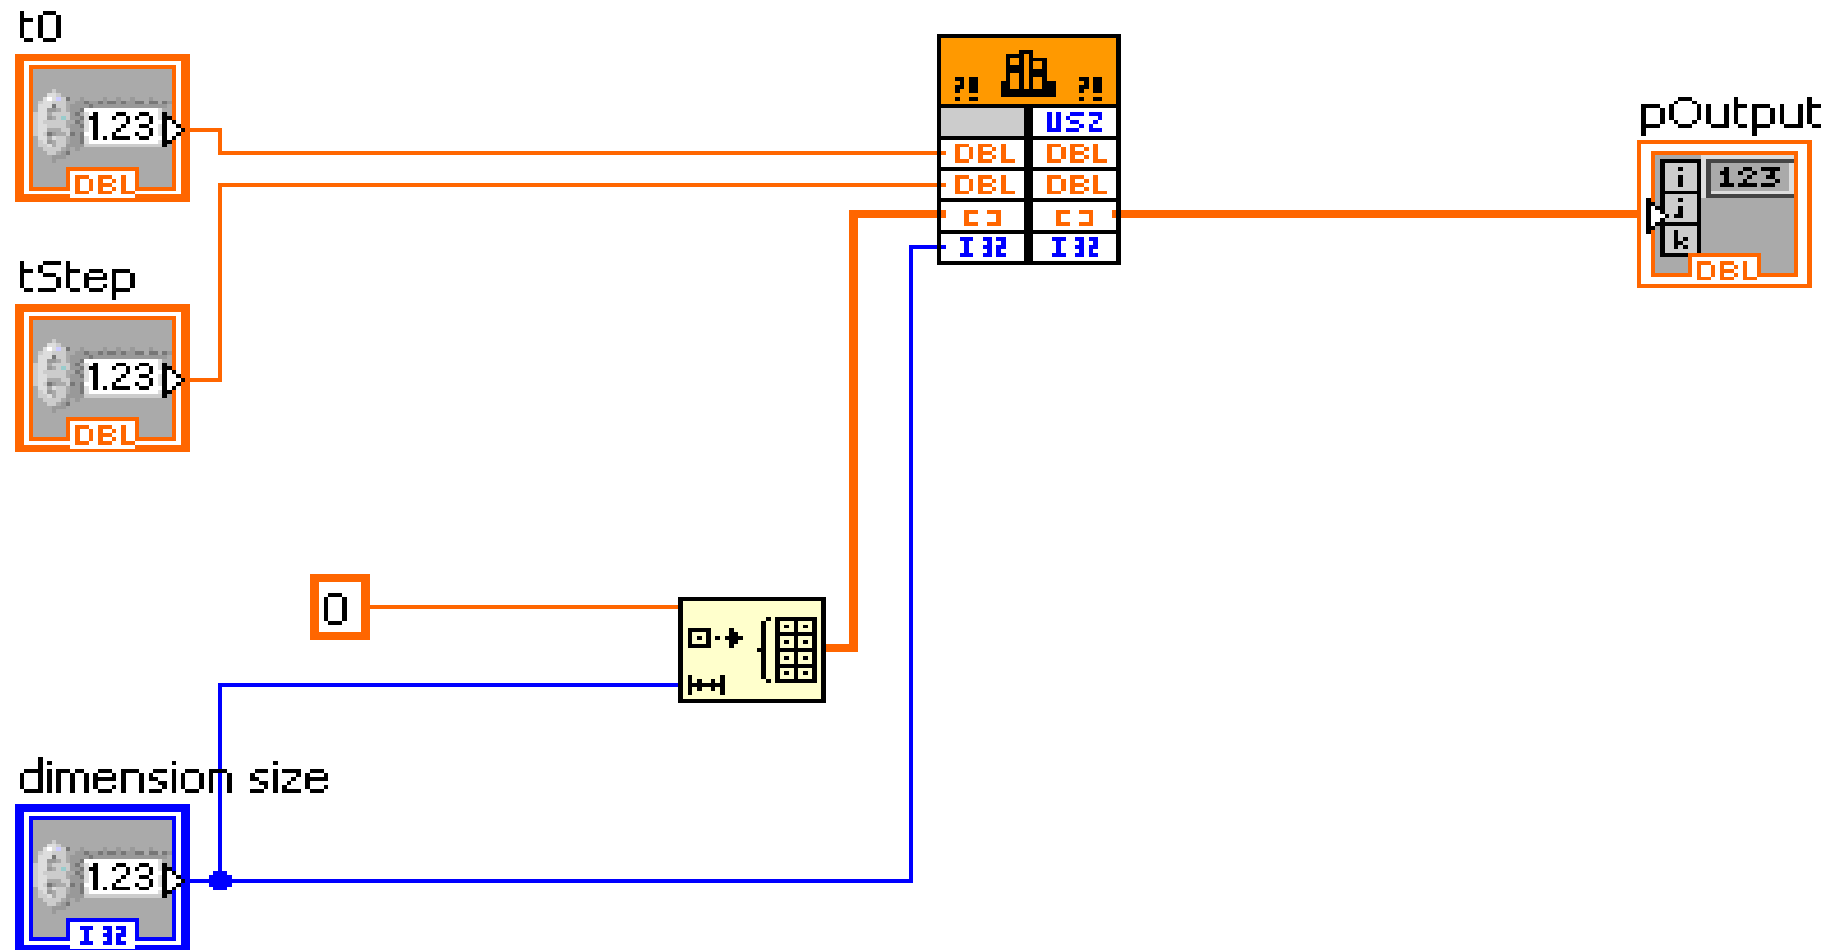 t0
1.23
DBL
tStep
1.23
DBL
?! ?!
USZ
DBL DBL
DBL DBL
[ ] [ ]
I32 I32
pOutput
i 123
j
k
DBL
0
dimension size
1.23
I32